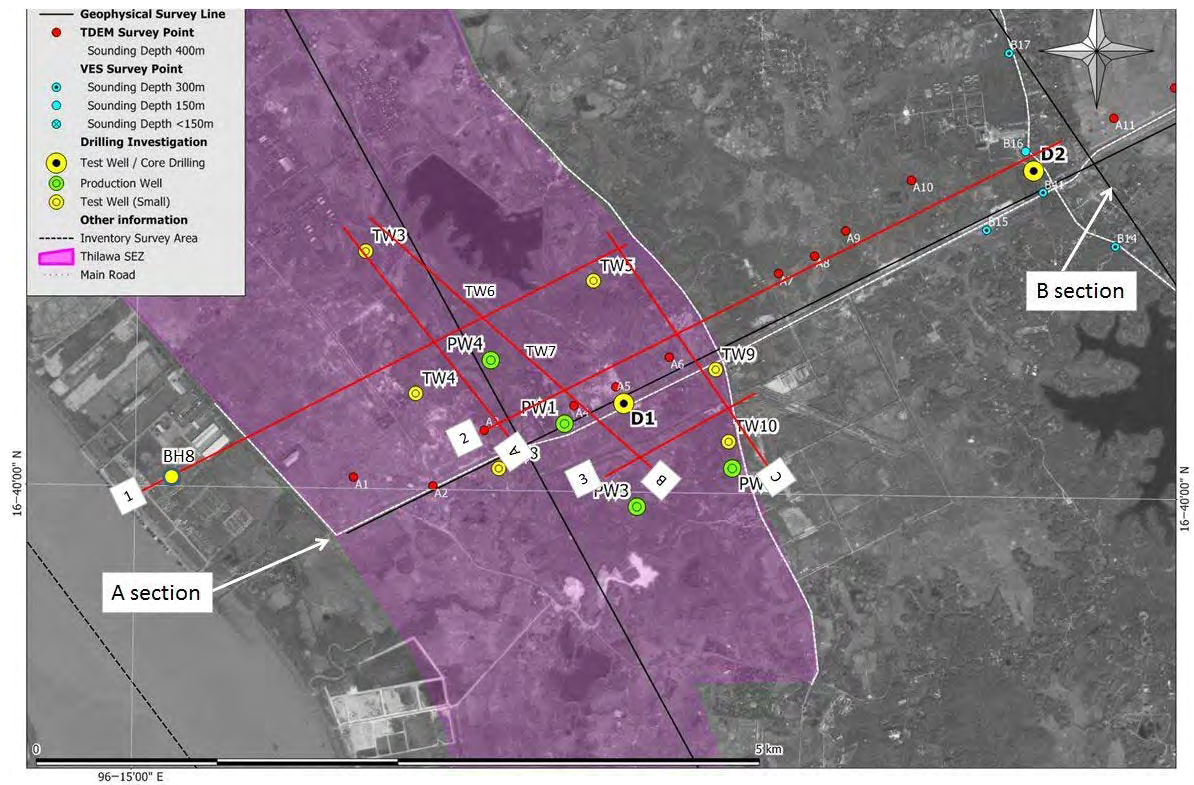 Geophysical Survey Line
TDEM Survey Point
Sounding Depth 400m
VES Survey Point
Sounding Depth 300m
Sounding Depth 150m
Sounding Depth <150m
Drilling Investigation
Test Well / Core Drilling
Production Well
Test Well (Small)
Other information
Inventory Survey Area
Thilawa SEZ
Main Road
B17
A11
B16
D2
A10
B41
B15
B14
A9
A8
A7
B section
TW3
TW5
TW6
PW4
TW7
TW9
A6
TW4
A5
PW1
D1
2
A
TW10
BH8
1
3
B
C
PW3
A1
A2
A section
16-40'00" N
16-40'00" N
0
5 km
96-15'00" E